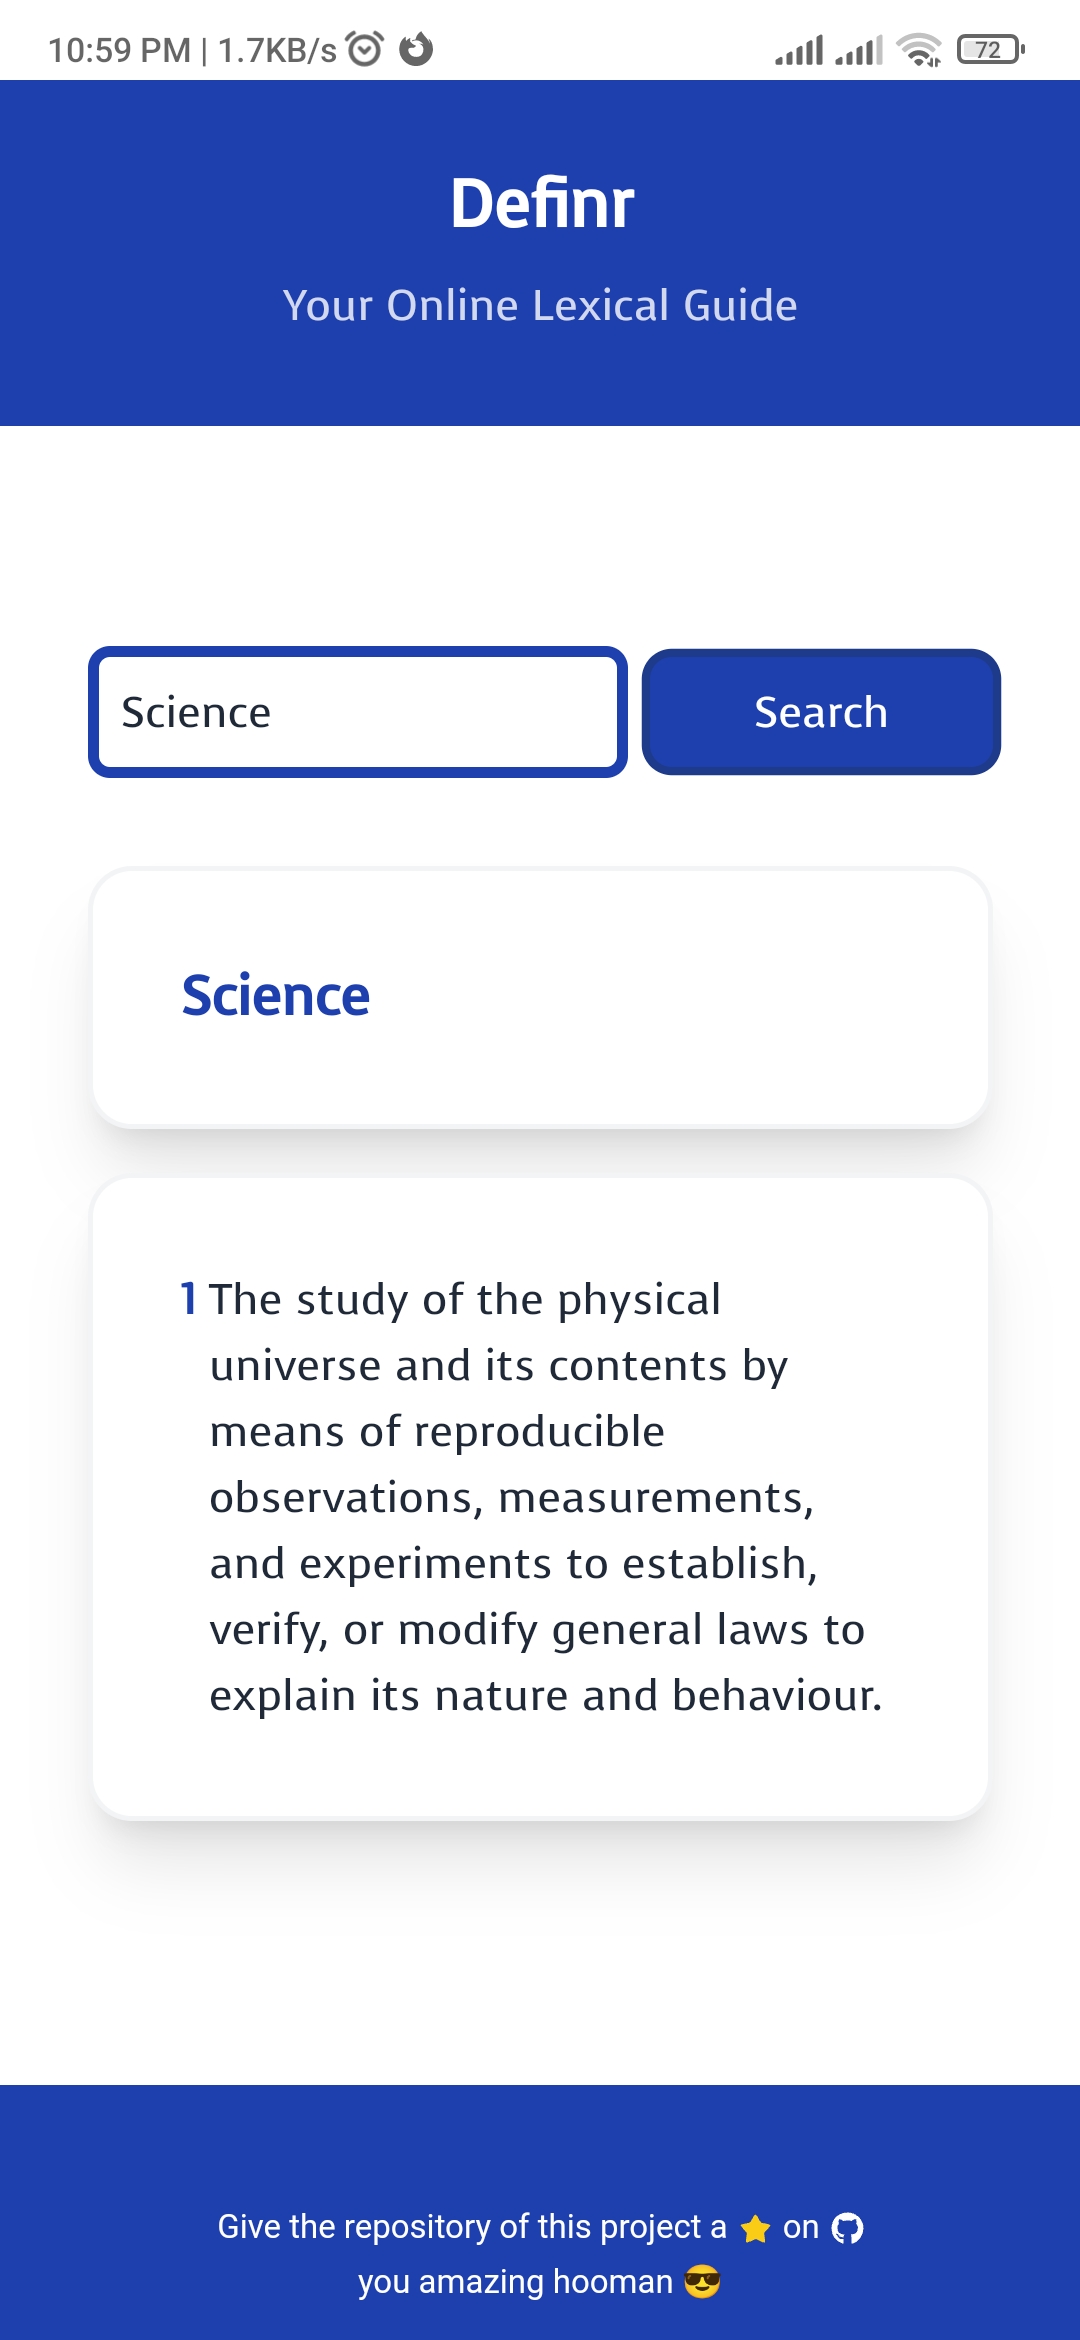 10:59 PM | 1.7KB/s
72
Definr
Your Online Lexical Guide
Science
Search
Science
1 The study of the physical
universe and its contents by
means of reproducible
observations, measurements,
and experiments to establish,
verify, or modify general laws to
explain its nature and behaviour.
Give the repository of this project a ⭐ on
you amazing hooman 😎